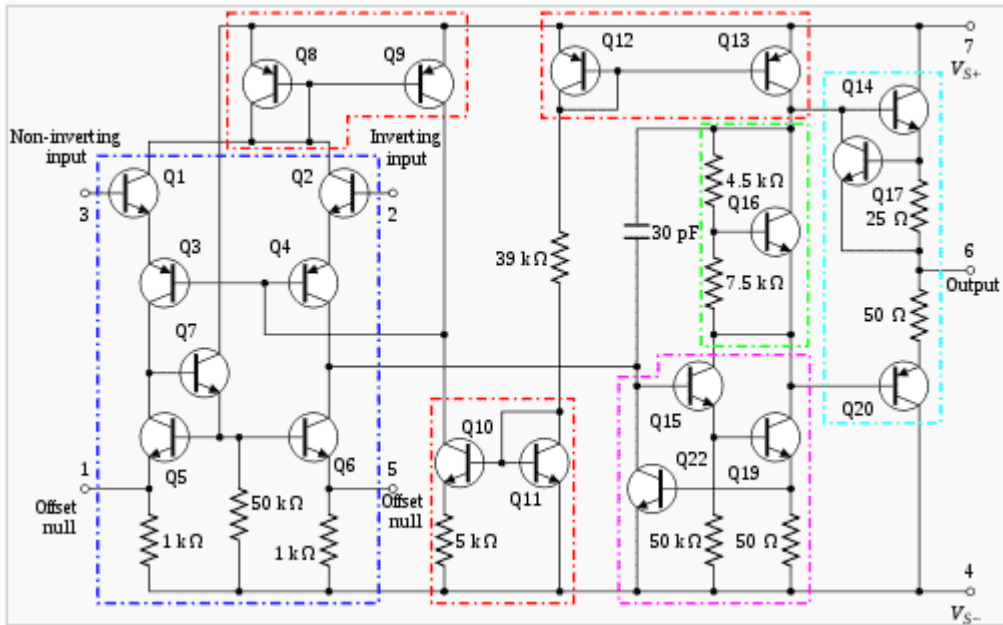 Q8
Q9
Q12
Q13
7
V_S+
Q14
Non-inverting
input
Inverting
input
Q1
Q2
3
2
4.5 kΩ
Q16
Q17
25 Ω
Q3
Q4
30 pF
39 kΩ
7.5 kΩ
6
Output
50 Ω
Q7
Q15
Q20
Q10
Q5
Q6
Q11
Q22
Q19
1
5
Offset
null
Offset
null
50 kΩ
1 kΩ
1 kΩ
5 kΩ
50 kΩ
50 Ω
4
V_S−